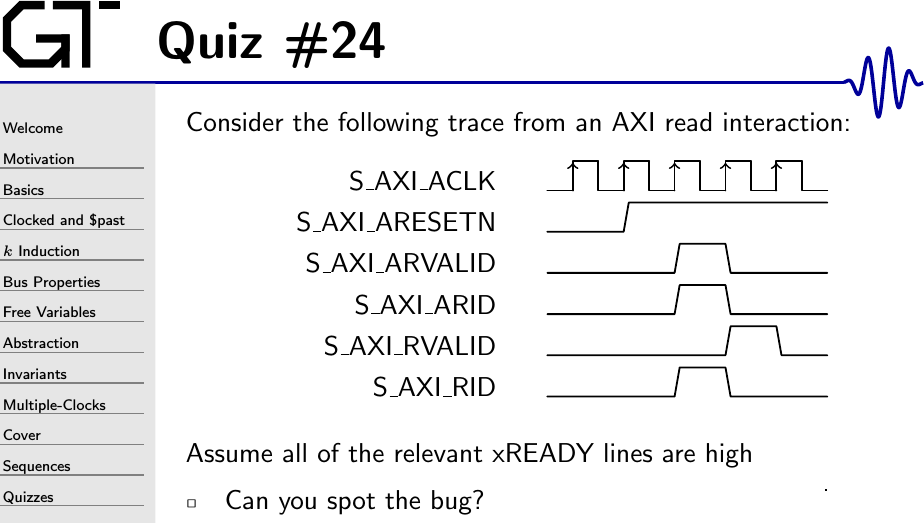 GT
Quiz #24
Welcome
Motivation
Basics
Clocked and $past
k Induction
Bus Properties
Free Variables
Abstraction
Invariants
Multiple-Clocks
Cover
Sequences
Quizzes
Consider the following trace from an AXI read interaction:
S_AXI_ACLK
S_AXI_ARESETN
S_AXI_ARVALID
S_AXI_ARID
S_AXI_RVALID
S_AXI_RID
Assume all of the relevant xREADY lines are high
Can you spot the bug?